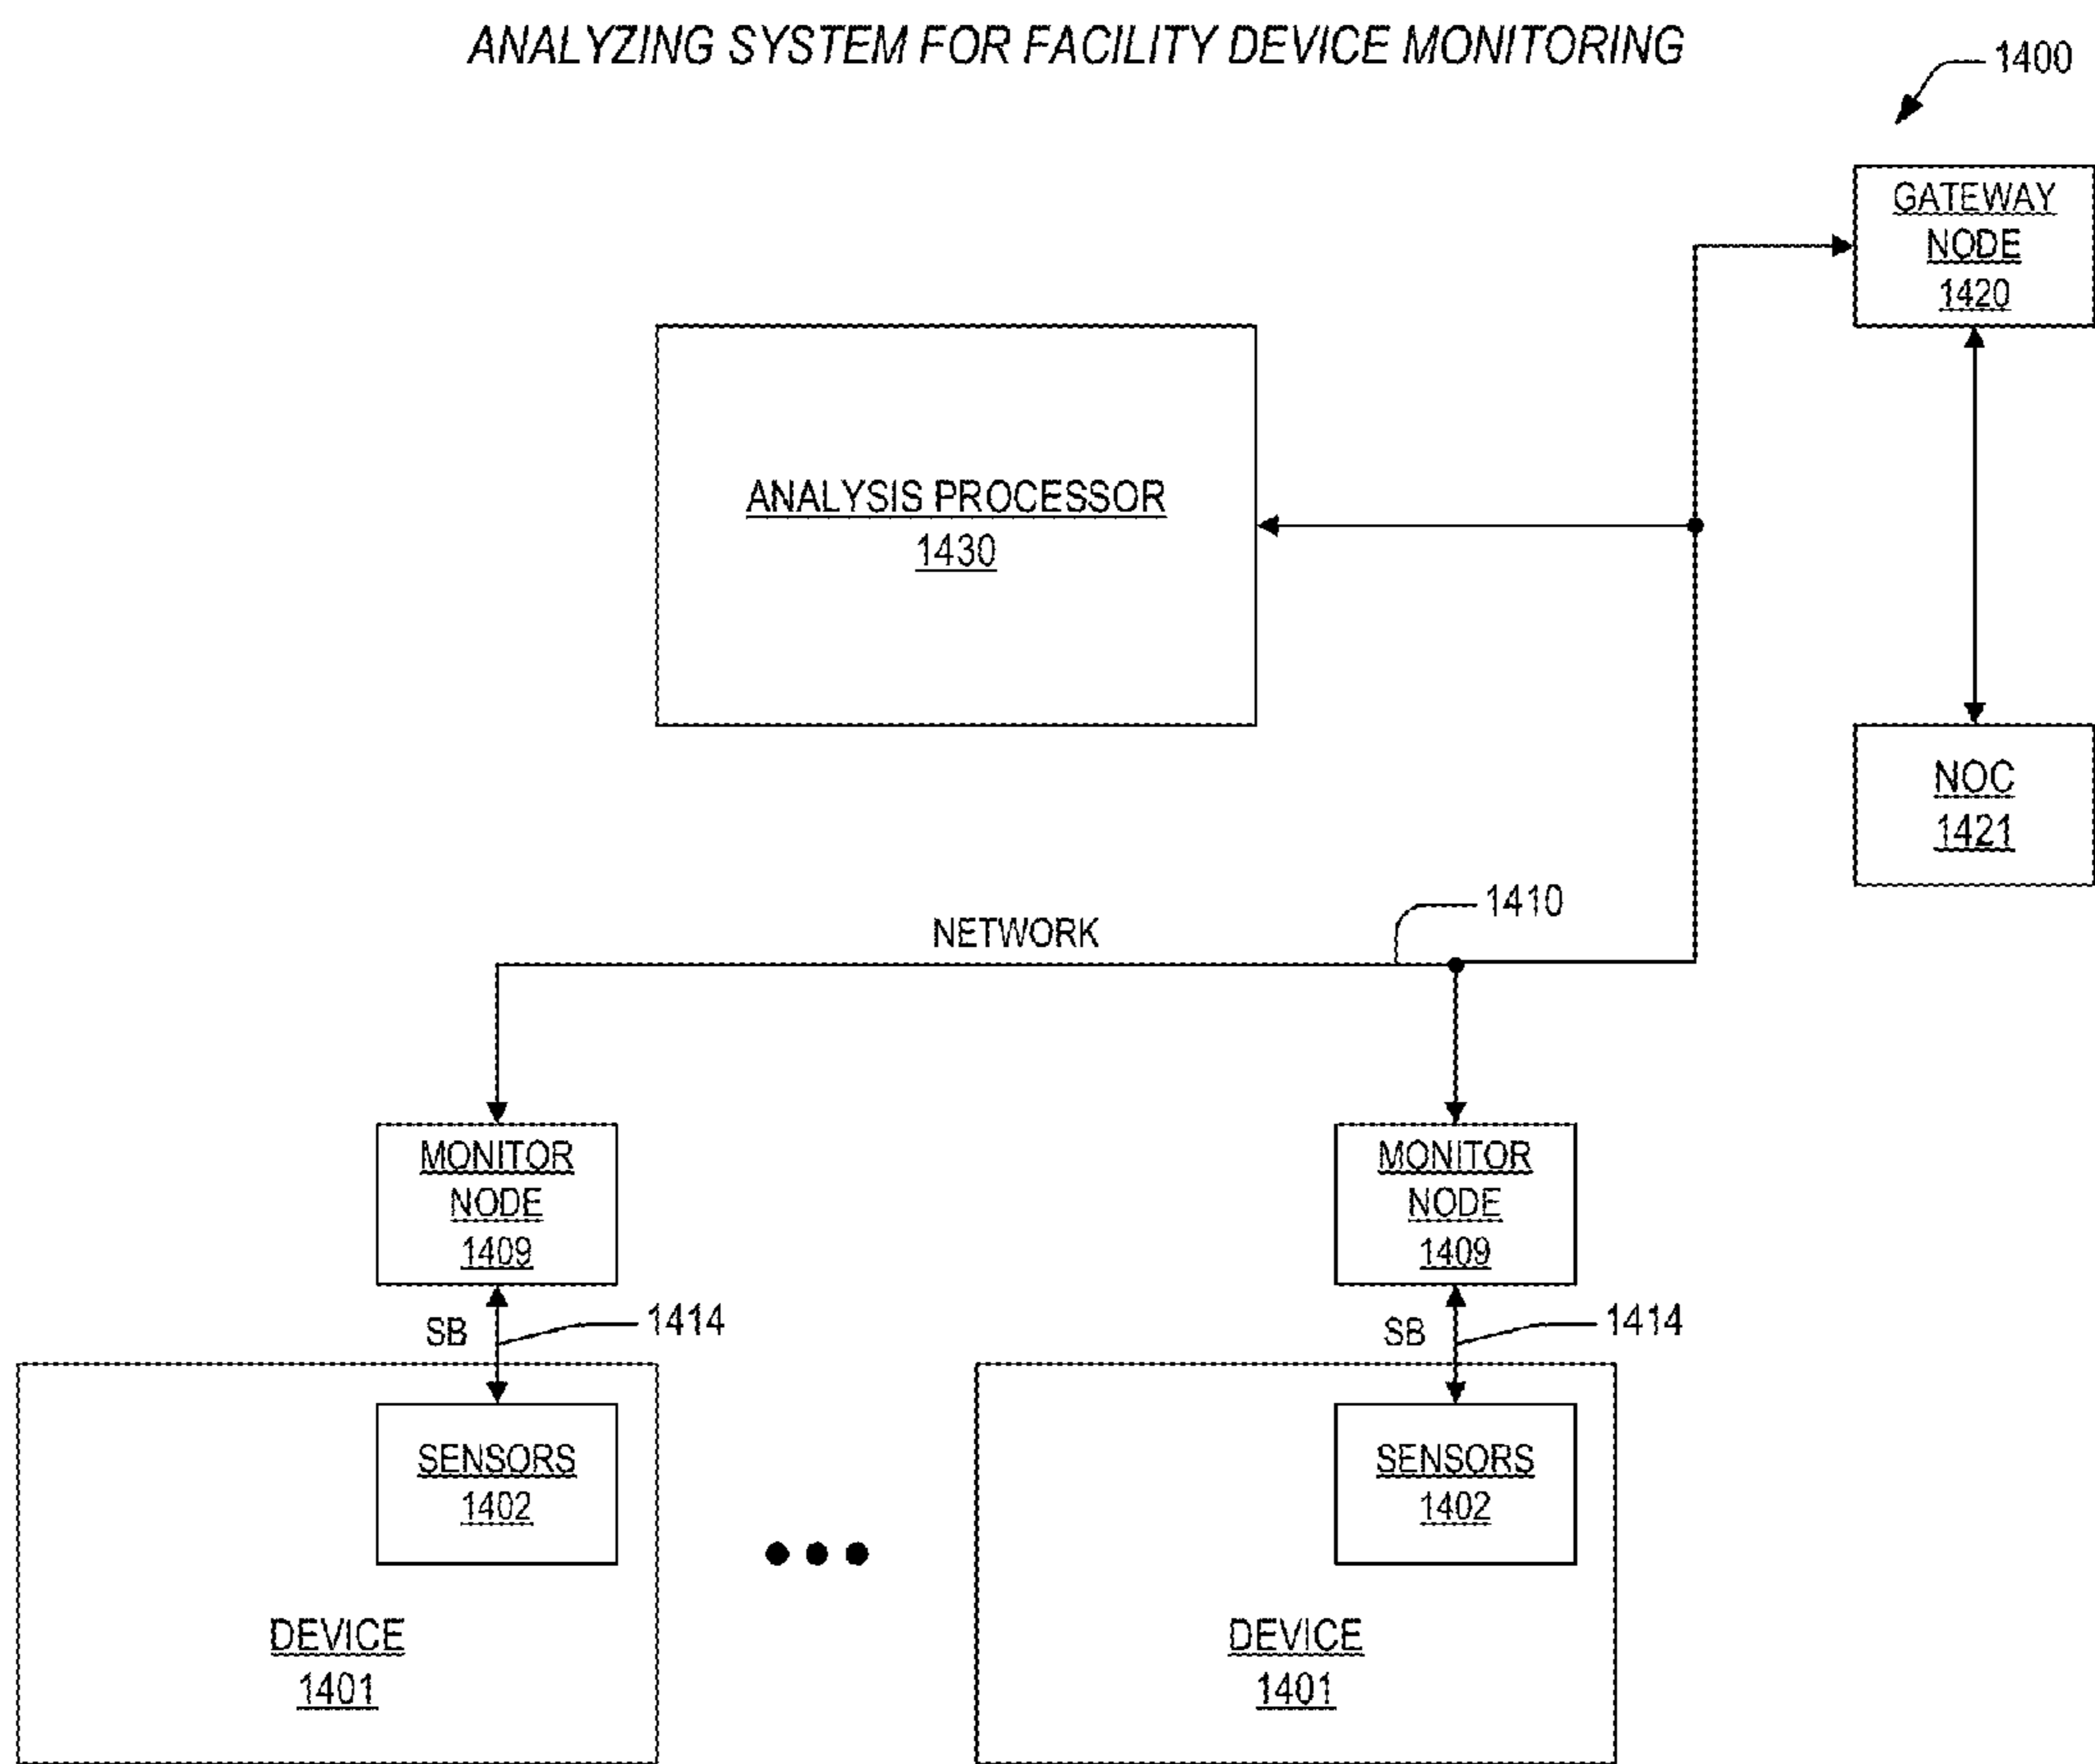 ANALYZING SYSTEM FOR FACILITY DEVICE MONITORING
1400
GATEWAY
NODE
1420
ANALYSIS PROCESSOR
1430
NOC
1421
1410
NETWORK
MONITOR
NODE
1409
MONITOR
NODE
1409
SB
1414
SB
1414
SENSORS
1402
SENSORS
1402
DEVICE
1401
DEVICE
1401